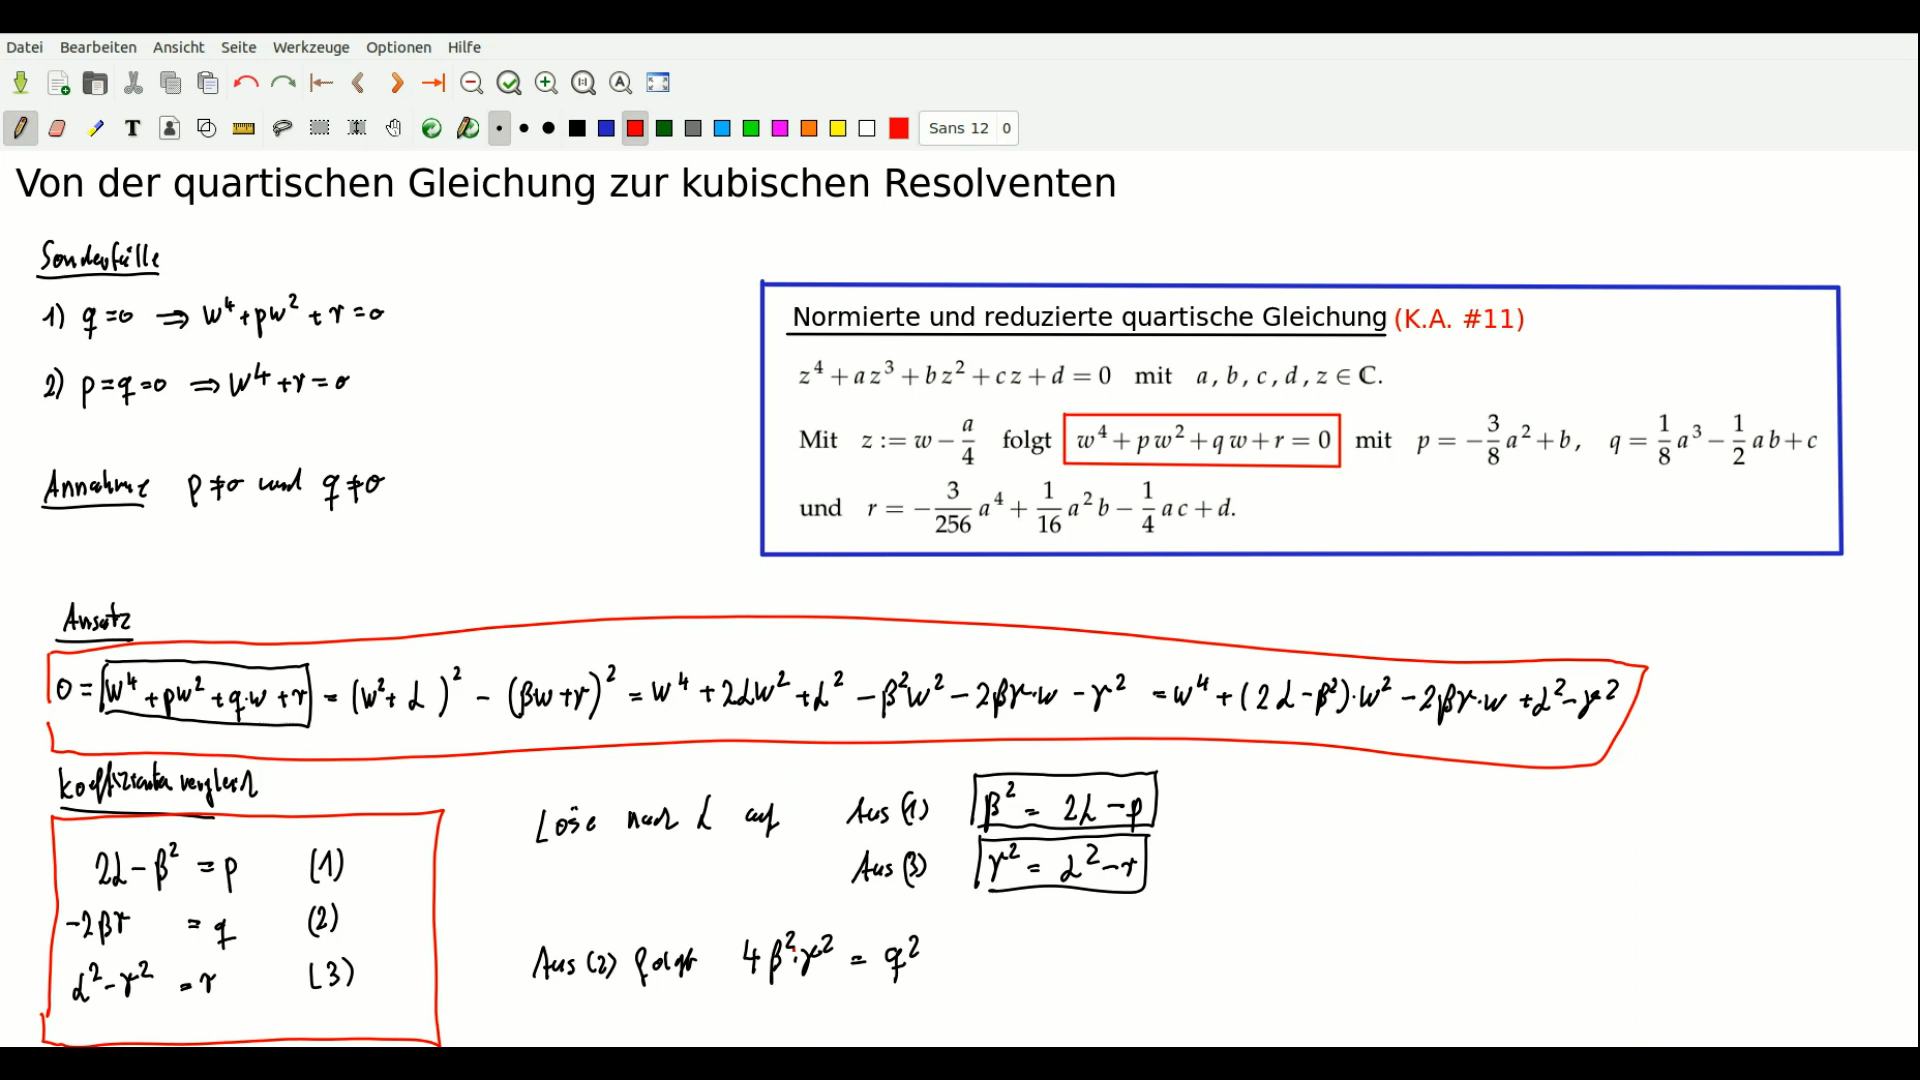 Datei Bearbeiten Ansicht Seite Werkzeuge Optionen Hilfe
T Sans 12 0
Von der quartischen Gleichung zur kubischen Resolventen
Sonderfälle
1) q=0 ⇒ w⁴+pw²+r=0
2) p=q=0 ⇒ w⁴+r=0
Annahme p≠0 und q≠0
Normierte und reduzierte quartische Gleichung (K.A. #11)
z⁴+az³+bz²+cz+d=0 mit a,b,c,d,z∈ℂ.
Mit z:=w−a/4 folgt w⁴+pw²+qw+r=0 mit p=−3/8a²+b, q=1/8a³−1/2ab+c
und r=−3/256a⁴+1/16a²b−1/4ac+d.
Ansatz
0=w⁴+pw²+q·w+r=(w²+α)²−(βw+γ)²=w⁴+2αw²+α²−β²w²−2βγ·w−γ²=w⁴+(2α−β²)·w²−2βγ·w+α²−γ²
Koeffizientenvergleich
2α−β²=p (1)
−2βγ=q (2)
α²−γ²=r (3)
Löse nach α auf Aus (1) β²=2α−p
Aus (3) γ²=α²−r
Aus (2) folgt 4β²·γ²=q²